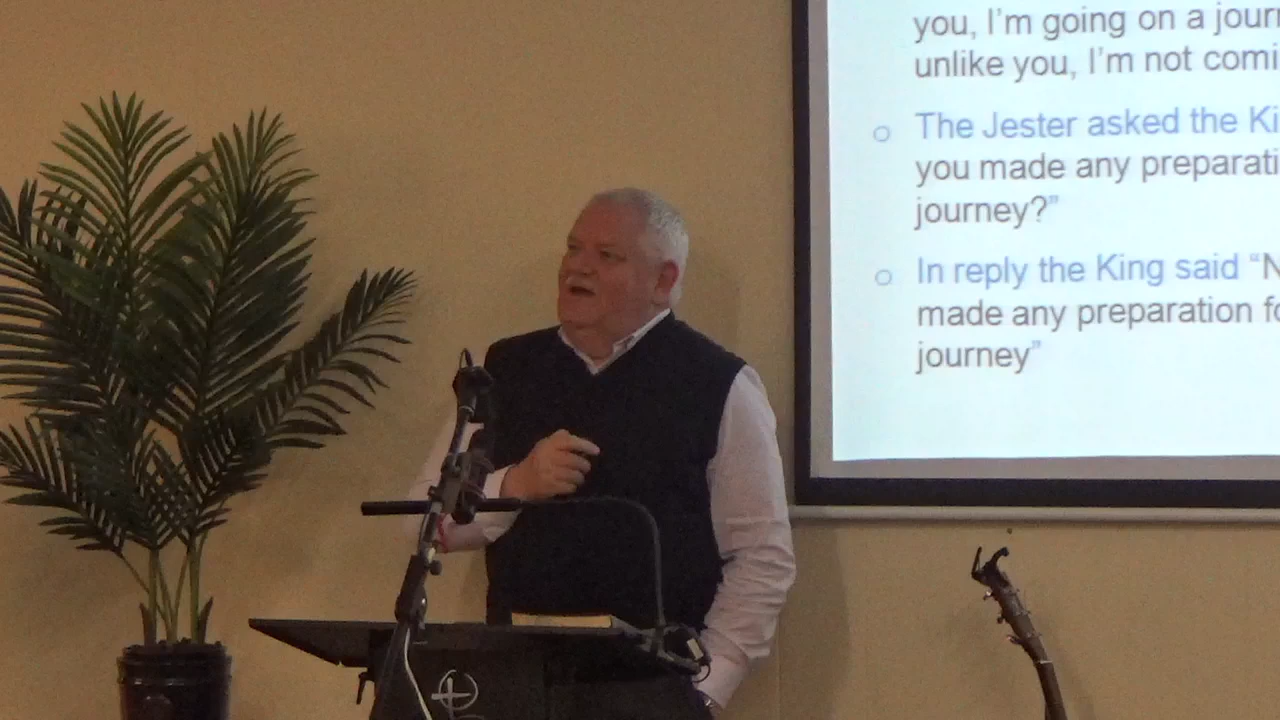 you, I'm going on a
unlike you, I'm not
The Jester asked the
you made any
journey?”
In reply the King said “
made any preparation
journey”